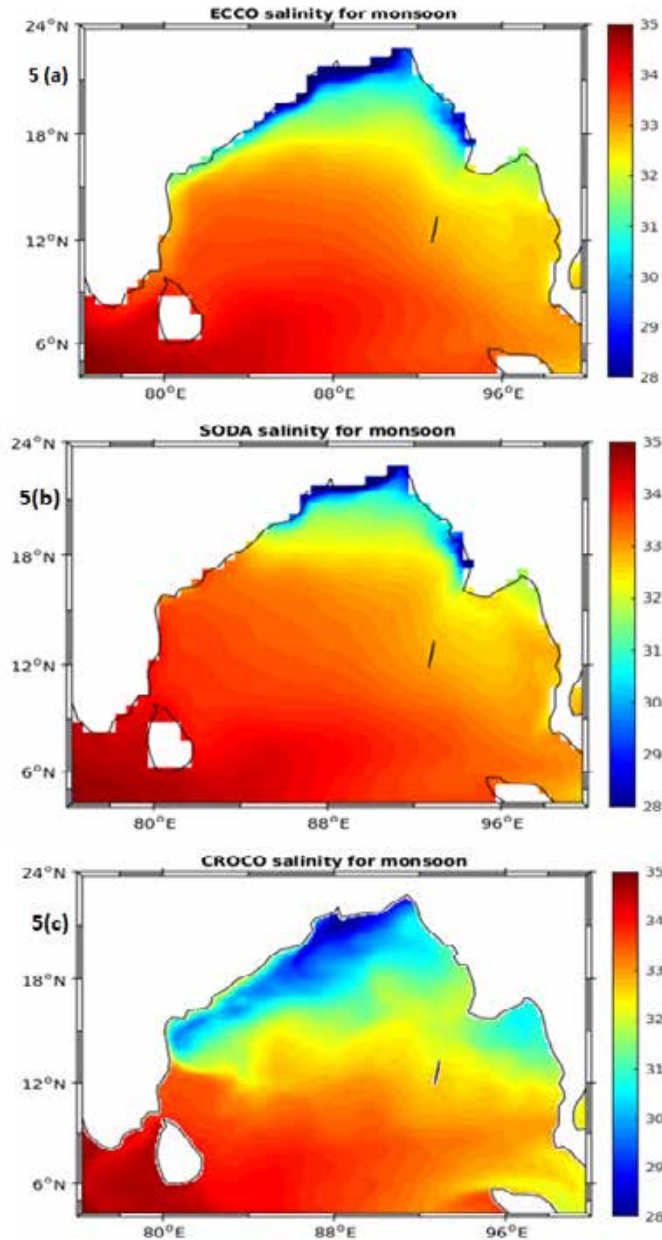 ECCO salinity for monsoon
5 (a)
24°N
18°N
12°N
6°N
80°E 88°E 96°E
35
34
33
32
31
30
29
28
SODA salinity for monsoon
5(b)
24°N
18°N
12°N
6°N
80°E 88°E 96°E
35
34
33
32
31
30
29
28
CROCO salinity for monsoon
5(c)
24°N
18°N
12°N
6°N
80°E 88°E 96°E
35
34
33
32
31
30
29
28